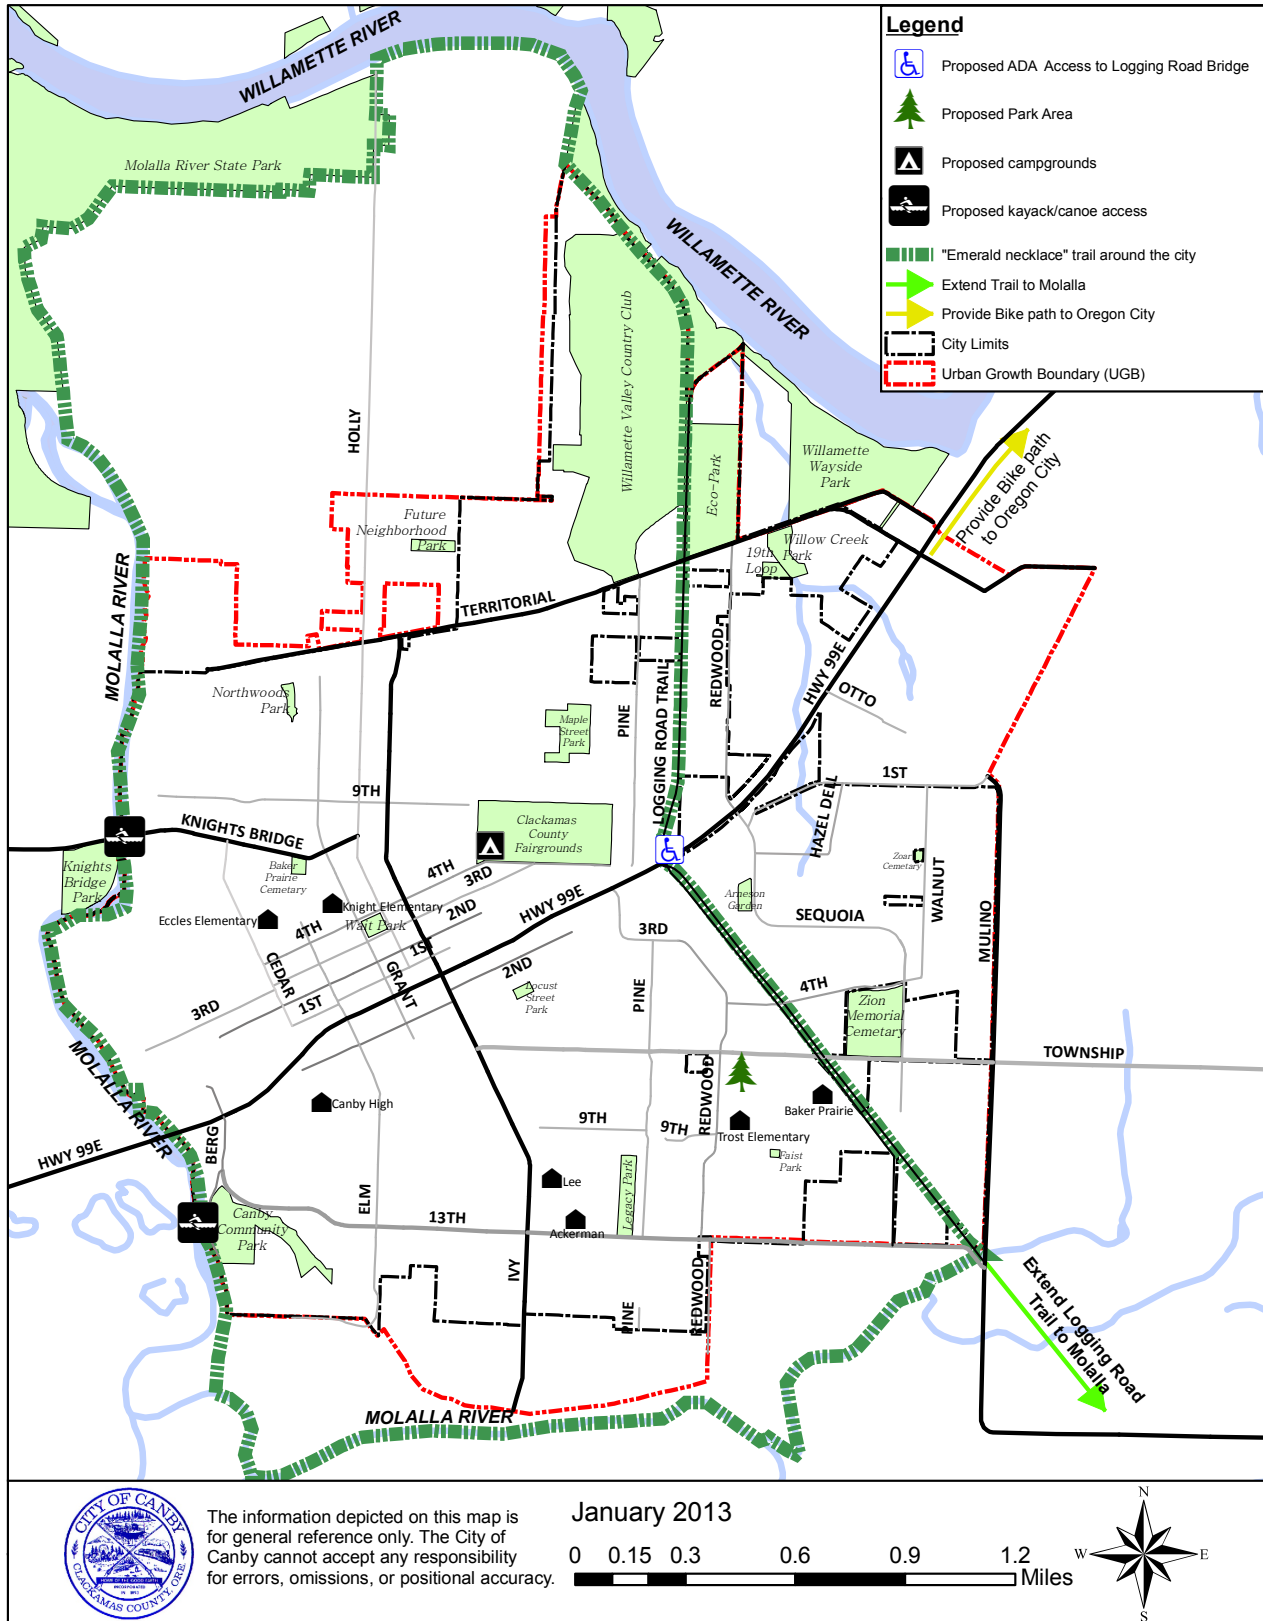 Legend
Proposed ADA Access to Logging Road Bridge
Proposed Park Area
Proposed campgrounds
Proposed kayack/canoe access
"Emerald necklace" trail around the city
Extend Trail to Molalla
Provide Bike path to Oregon City
City Limits
Urban Growth Boundary (UGB)
WILLAMETTE RIVER
Molalla River State Park
WILLAMETTE RIVER
HOLLY
Willamette Valley Country Club
Eco-Park
Willamette
Wayside
Park
Provide Bike path
to Oregon City
Future
Neighborhood
Park
Willow Creek
Park
19th
Loop
TERRITORIAL
MOLALLA RIVER
Northwoods
Park
Maple
Street
Park
PINE
LOGGING ROAD TRAIL
REDWOOD
HWY 99E
OTTO
9TH
1ST
HAZEL DELL
KNIGHTS BRIDGE
Clackamas
County
Fairgrounds
Knights
Bridge
Park
Baker
Prairie
Cemetary
4TH
3RD
Zoar
Cemetary
WALNUT
Arneson
Garden
Eccles Elementary
Knight Elementary
Wait Park
4TH
2ND
HWY 99E
SEQUOIA
3RD
MULINO
CEDAR
1ST
GRANT
2ND
PINE
4TH
Locust
Street
Park
Zion
Memorial
Cemetary
3RD
1ST
TOWNSHIP
MOLALLA RIVER
Canby High
REDWOOD
Baker Prairie
9TH
9TH
Trost Elementary
Faist
Park
BERG
HWY 99E
Lee
Legacy Park
ELM
Canby
Community
Park
13TH
Ackerman
IVY
PINE
REDWOOD
Extend Logging Road
Trail to Molalla
MOLALLA RIVER
CITY OF CANBY
HOME OF THE GOOD EARTH
INCORPORATED
IN 1893
CLACKAMAS COUNTY, ORE
The information depicted on this map is
for general reference only. The City of
Canby cannot accept any responsibility
for errors, omissions, or positional accuracy.
January 2013
0 0.15 0.3 0.6 0.9 1.2
Miles
N
W E
S